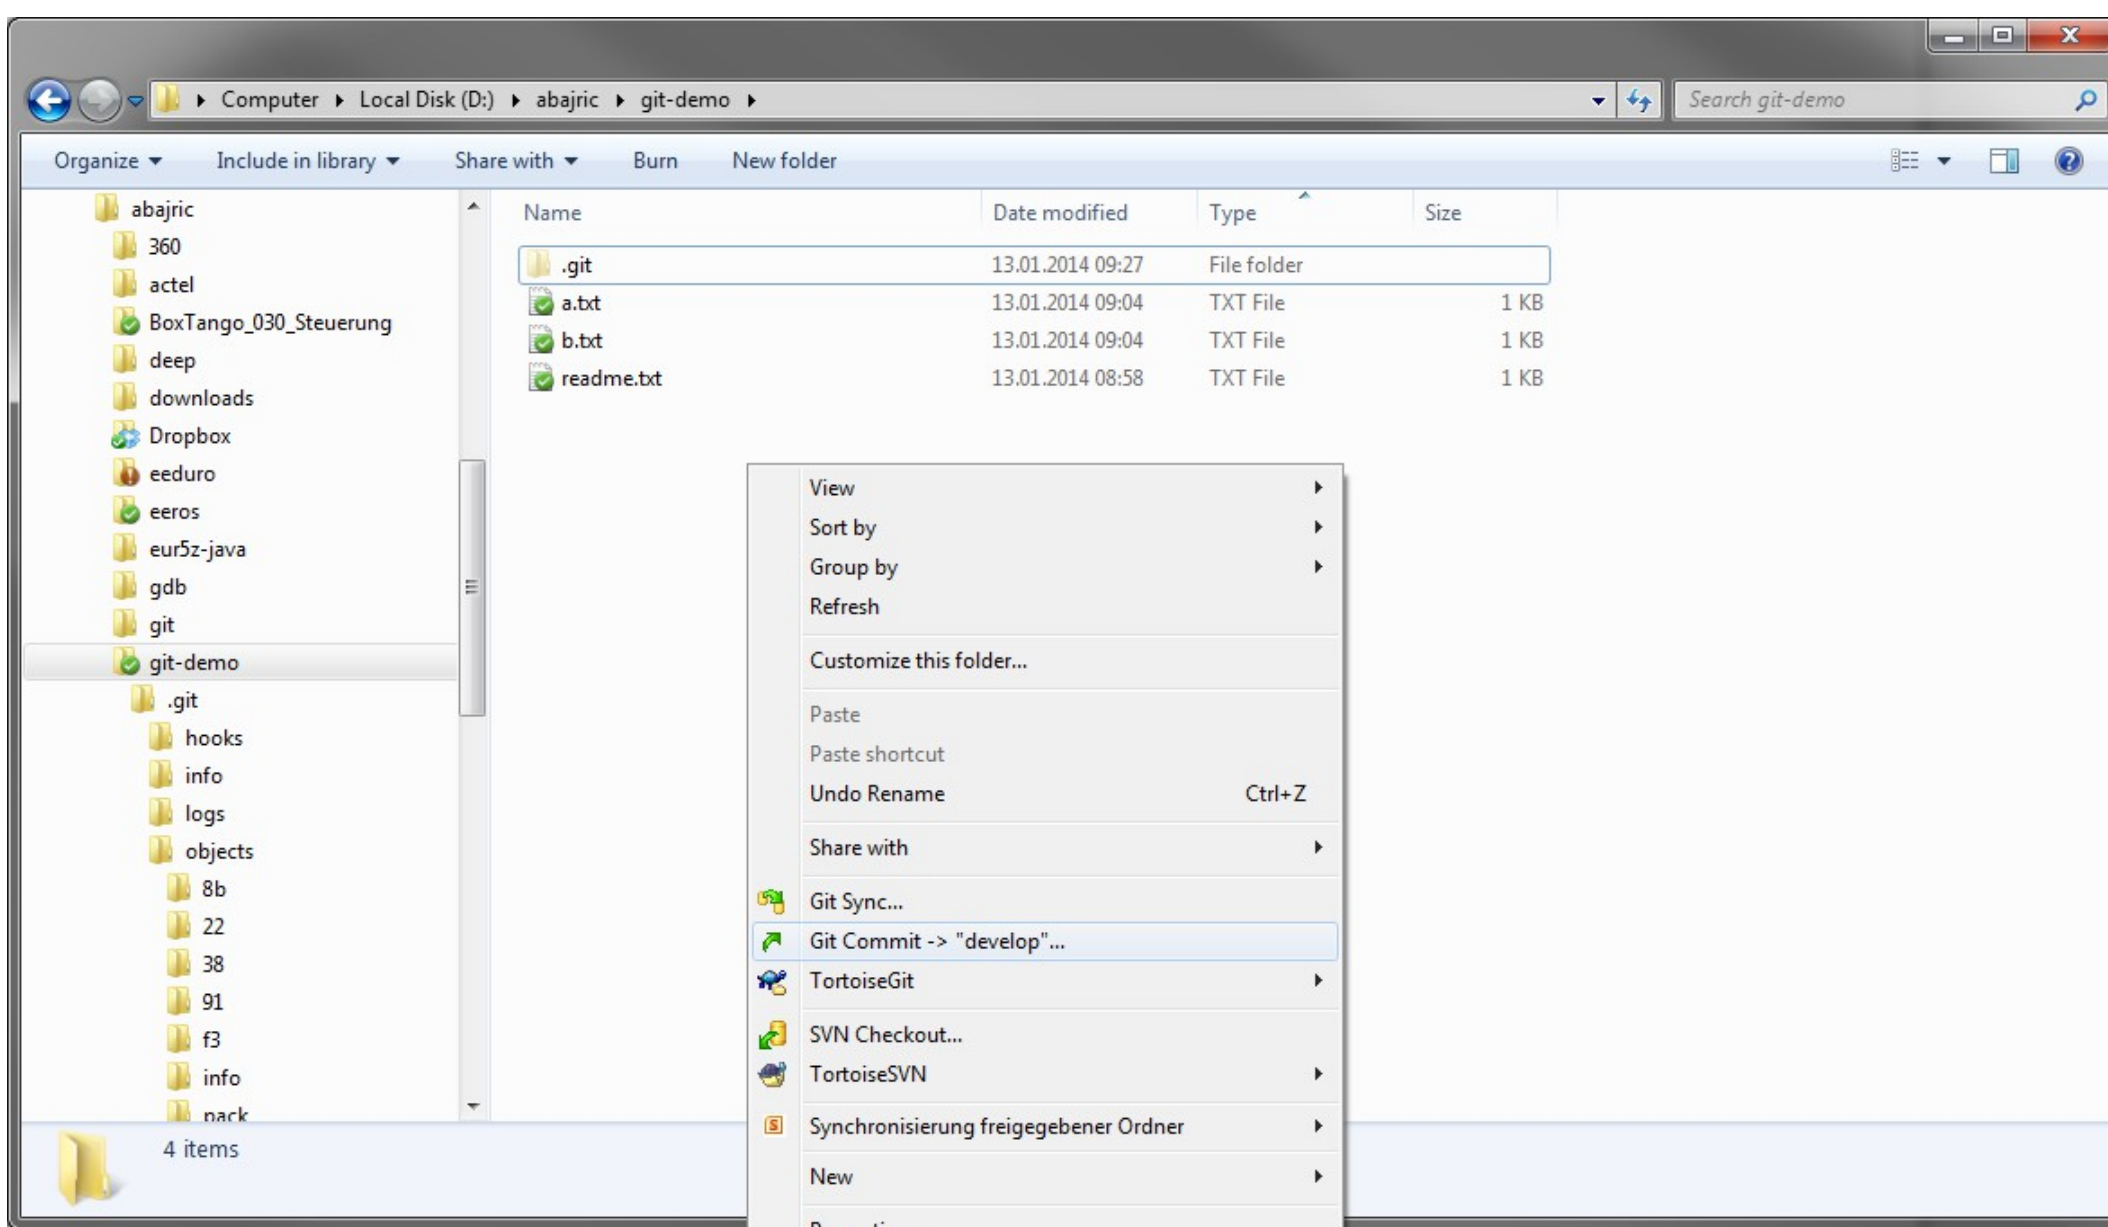 Computer Local Disk (D:) abajric git-demo
Search git-demo
Organize Include in library Share with Burn New folder
abajric
360
actel
BoxTango_030_Steuerung
deep
downloads
Dropbox
eeduro
eeros
eur5z-java
gdb
git
git-demo
.git
hooks
info
logs
objects
8b
22
38
91
f3
info
pack
Name Date modified Type Size
.git 13.01.2014 09:27 File folder
a.txt 13.01.2014 09:04 TXT File 1 KB
b.txt 13.01.2014 09:04 TXT File 1 KB
readme.txt 13.01.2014 08:58 TXT File 1 KB
View
Sort by
Group by
Refresh
Customize this folder...
Paste
Paste shortcut
Undo Rename Ctrl+Z
Share with
Git Sync...
Git Commit -> "develop"...
TortoiseGit
SVN Checkout...
TortoiseSVN
Synchronisierung freigegebener Ordner
New
4 items